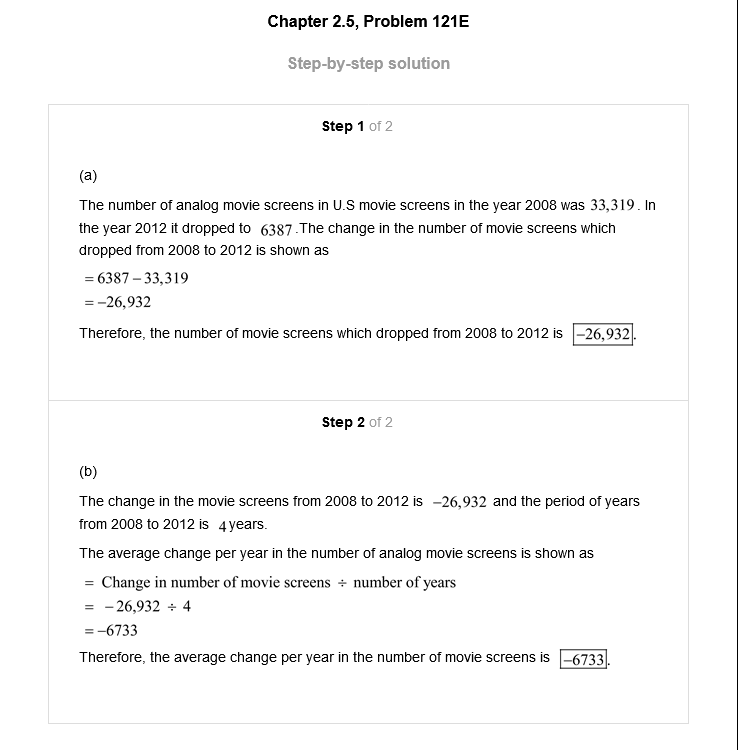 Chapter 2.5, Problem 121E
Step-by-step solution
Step 1 of 2
(a)
The number of analog movie screens in U.S movie screens in the year 2008 was 33,319. In
the year 2012 it dropped to 6387.The change in the number of movie screens which
dropped from 2008 to 2012 is shown as
= 6387 – 33,319
= –26,932
Therefore, the number of movie screens which dropped from 2008 to 2012 is –26,932.
Step 2 of 2
(b)
The change in the movie screens from 2008 to 2012 is –26,932 and the period of years
from 2008 to 2012 is 4 years.
The average change per year in the number of analog movie screens is shown as
= Change in number of movie screens ÷ number of years
= – 26,932 ÷ 4
= –6733
Therefore, the average change per year in the number of movie screens is –6733.